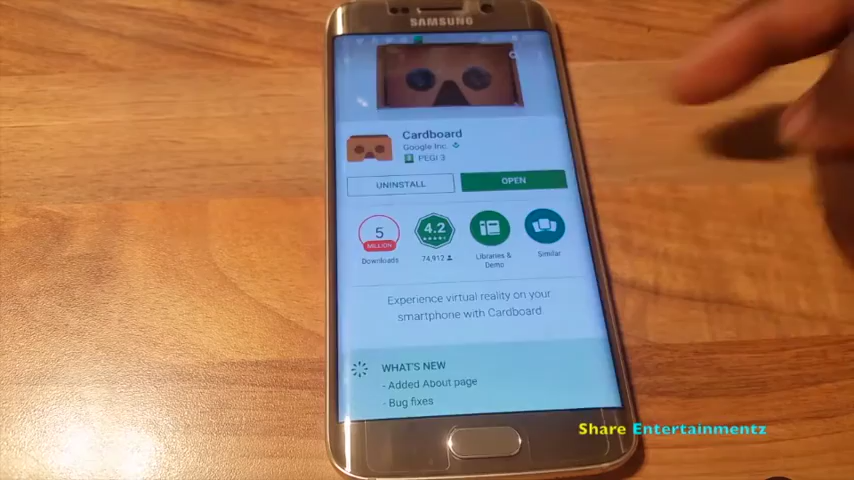 SAMSUNG
Cardboard
Google Inc.
PEGI 3
UNINSTALL
OPEN
5
MILLION
Downloads
4.2
74,912
Libraries &
Demo
Similar
Experience virtual reality on your
smartphone with Cardboard.
WHAT'S NEW
- Added About page
- Bug fixes
Share Entertainmentz